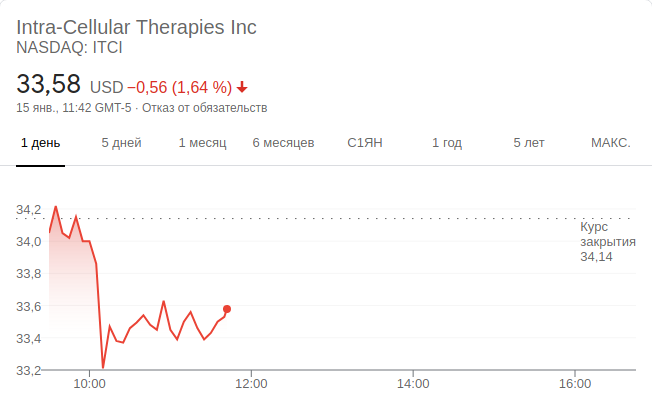 Intra-Cellular Therapies Inc
NASDAQ: ITCI
33,58 USD −0,56 (1,64 %)
15 янв., 11:42 GMT-5 · Отказ от обязательств
1 день 5 дней 1 месяц 6 месяцев С1ЯН 1 год 5 лет МАКС.
34,2
34,0
33,8
33,6
33,4
33,2
Курс
закрытия
34,14
10:00 12:00 14:00 16:00